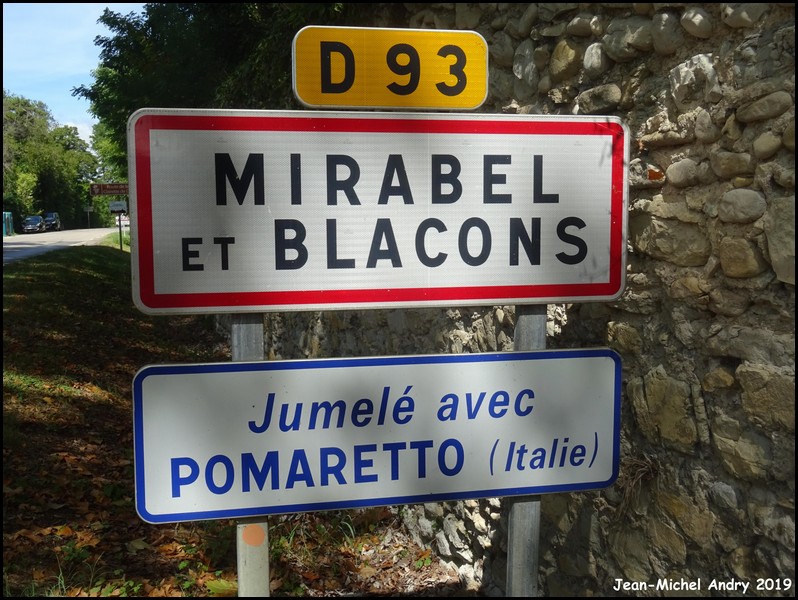 D 93
MIRABEL
ET BLACONS
Jumelé avec
POMARETTO (Italie)
Jean-Michel Andry 2019